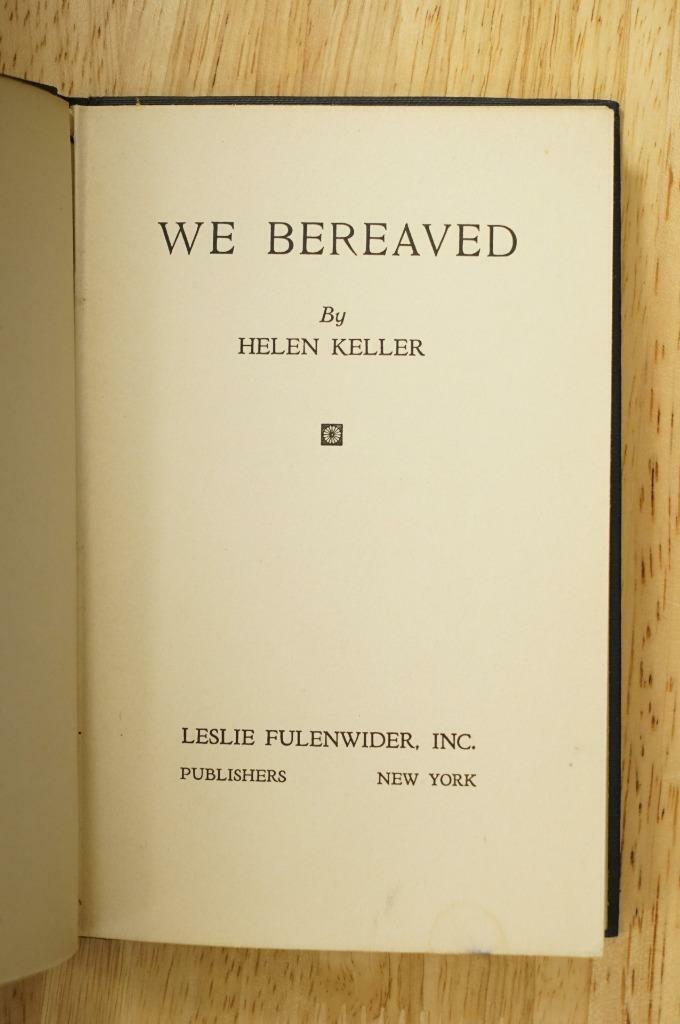 WE BEREAVED
By
HELEN KELLER
LESLIE FULENWIDER, INC.
PUBLISHERS NEW YORK